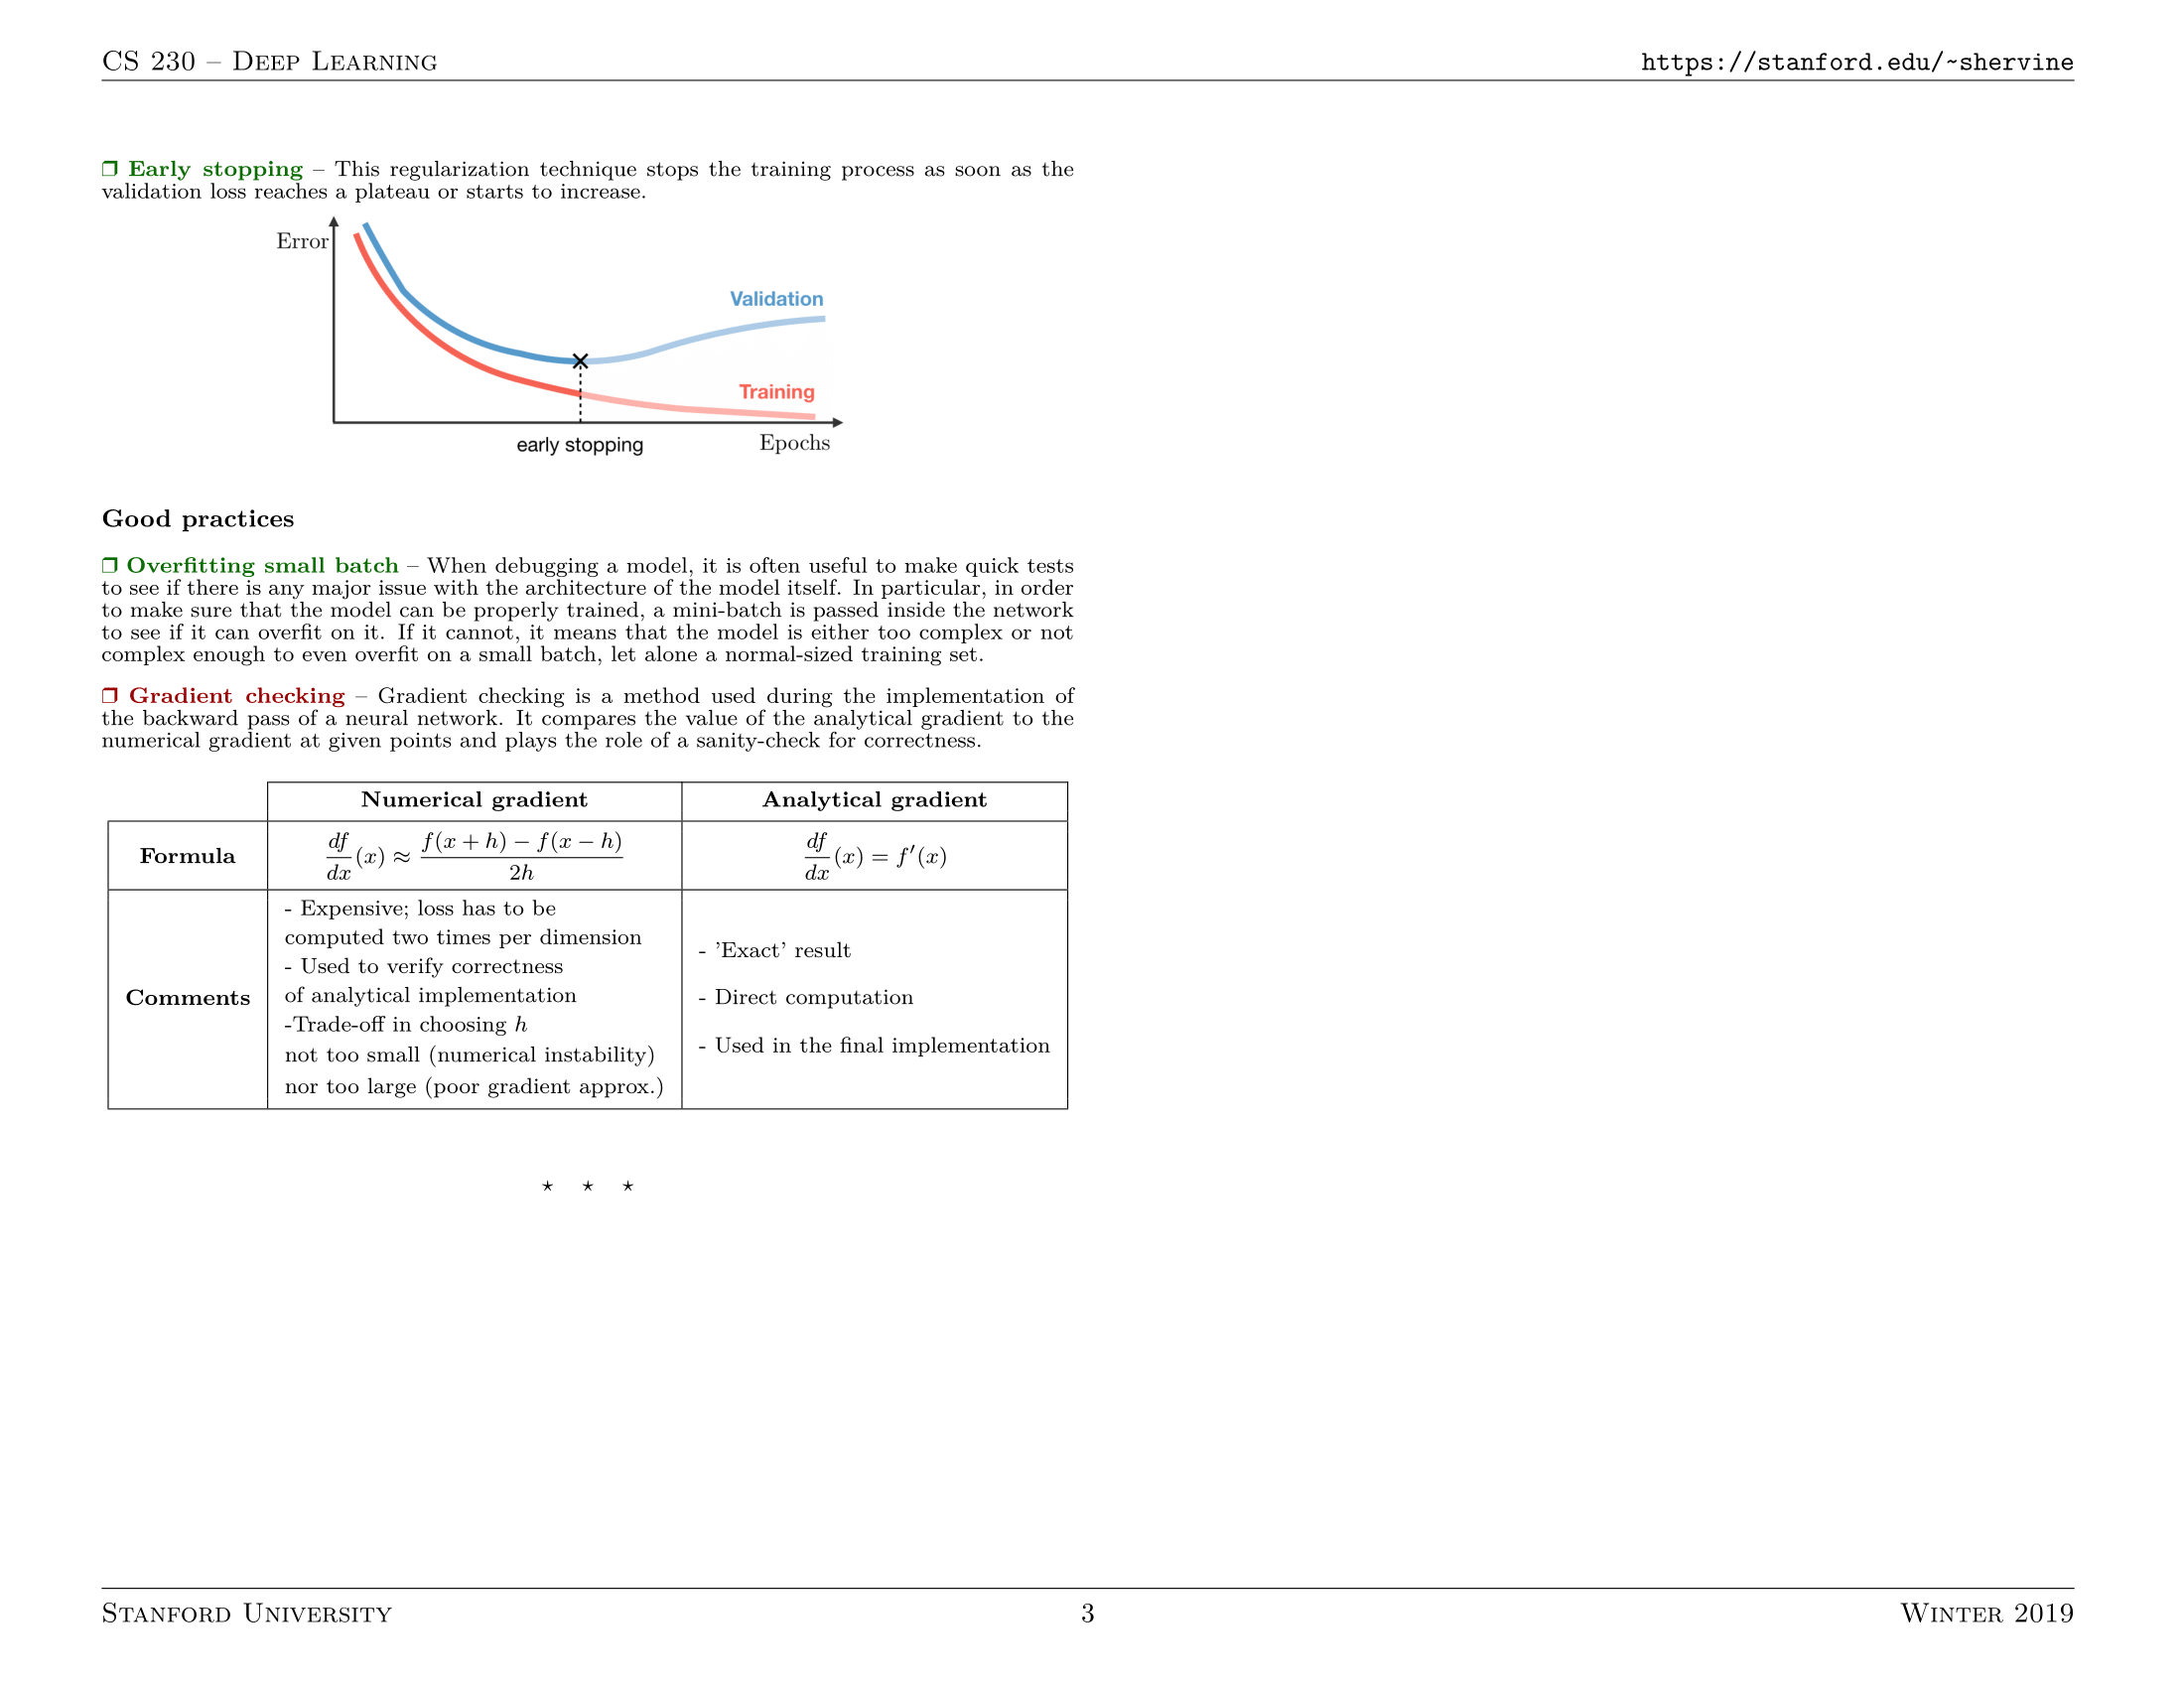 CS 230 – Deep Learning
https://stanford.edu/~shervine
❐ Early stopping – This regularization technique stops the training process as soon as the
validation loss reaches a plateau or starts to increase.
Error
Validation
Training
early stopping
Epochs
Good practices
❐ Overfitting small batch – When debugging a model, it is often useful to make quick tests
to see if there is any major issue with the architecture of the model itself. In particular, in order
to make sure that the model can be properly trained, a mini-batch is passed inside the network
to see if it can overfit on it. If it cannot, it means that the model is either too complex or not
complex enough to even overfit on a small batch, let alone a normal-sized training set.
❐ Gradient checking – Gradient checking is a method used during the implementation of
the backward pass of a neural network. It compares the value of the analytical gradient to the
numerical gradient at given points and plays the role of a sanity-check for correctness.
Numerical gradient
Analytical gradient
Formula
df/dx (x) ≈ (f(x + h) − f(x − h))/2h
df/dx (x) = f′(x)
Comments
- Expensive; loss has to be
computed two times per dimension
- Used to verify correctness
of analytical implementation
-Trade-off in choosing h
not too small (numerical instability)
nor too large (poor gradient approx.)
- ’Exact’ result
- Direct computation
- Used in the final implementation
⋆ ⋆ ⋆
Stanford University
3
Winter 2019